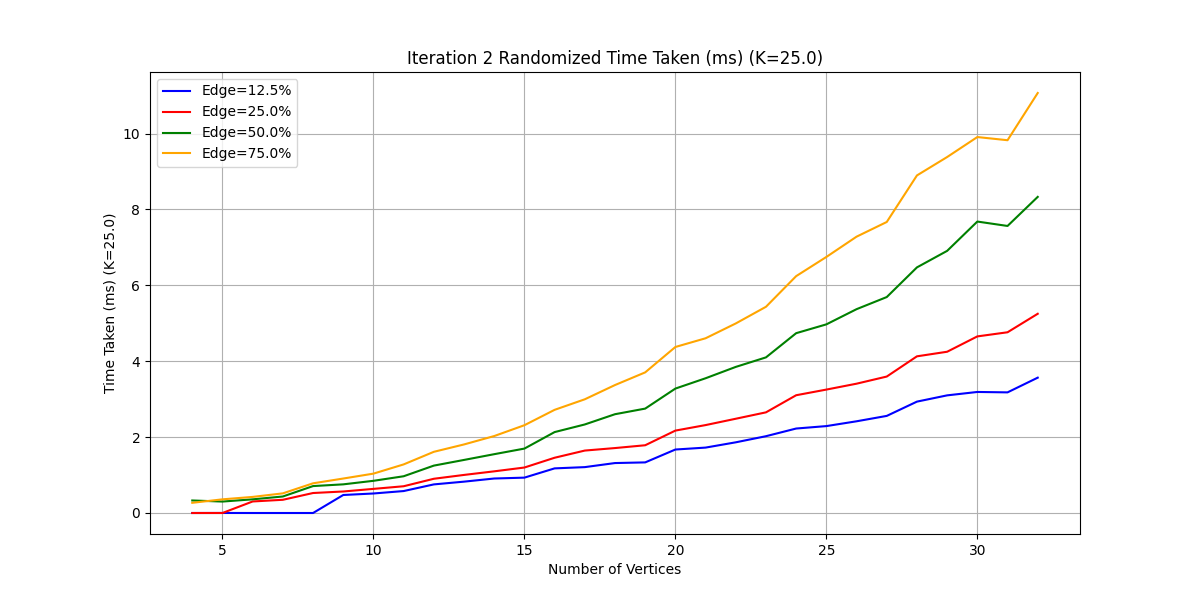 Iteration 2 Randomized Time Taken (ms) (K=25.0)
Edge=12.5%
Edge=25.0%
Edge=50.0%
Edge=75.0%
Time Taken (ms) (K=25.0)
10
8
6
4
2
0
5 10 15 20 25 30
Number of Vertices